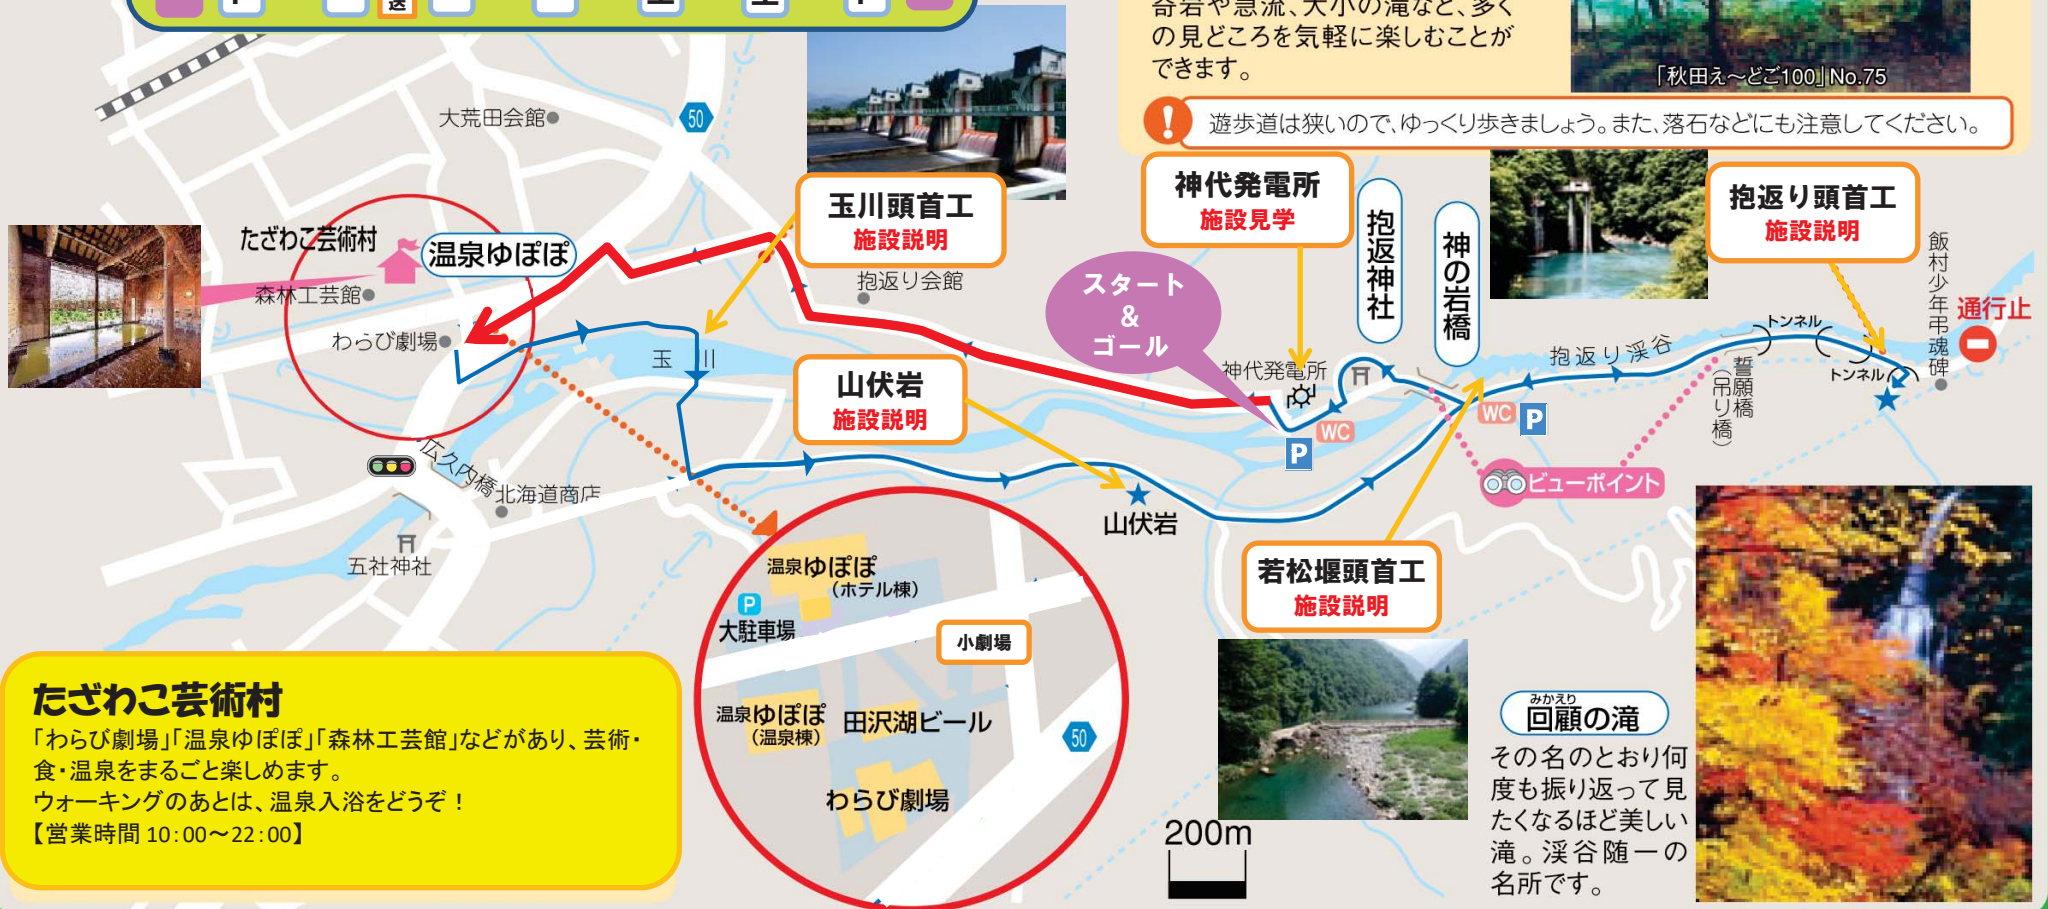 の見どころを気軽に楽しむことが
できます。
「秋田え〜どご100」No.75
遊歩道は狭いので、ゆっくり歩きましょう。また、落石などにも注意してください。
大荒田会館
50
玉川頭首工
施設説明
神代発電所
施設見学
抱返神社
神の岩橋
抱返り頭首工
施設説明
飯村少年弔魂碑
通行止
たざわこ芸術村
温泉ゆぽぽ
森林工芸館
わらび劇場
抱返り会館
スタート
&
ゴール
玉川
山伏岩
施設説明
神代発電所
WC
P
WC
P
抱返り渓谷
トンネル
トンネル
誓願橋
(吊り橋)
ビューポイント
広久内橋
北海道商店
五社神社
山伏岩
若松堰頭首工
施設説明
温泉ゆぽぽ
(ホテル棟)
P
大駐車場
小劇場
温泉ゆぽぽ
(温泉棟)
田沢湖ビール
わらび劇場
50
たざわこ芸術村
「わらび劇場」「温泉ゆぽぽ」「森林工芸館」などがあり、芸術・
食・温泉をまるごと楽しめます。
ウォーキングのあとは、温泉入浴をどうぞ！
【営業時間 10:00〜22:00】
200m
みかえり
回顧の滝
その名のとおり何
度も振り返って見
たくなるほど美しい
滝。渓谷随一の
名所です。